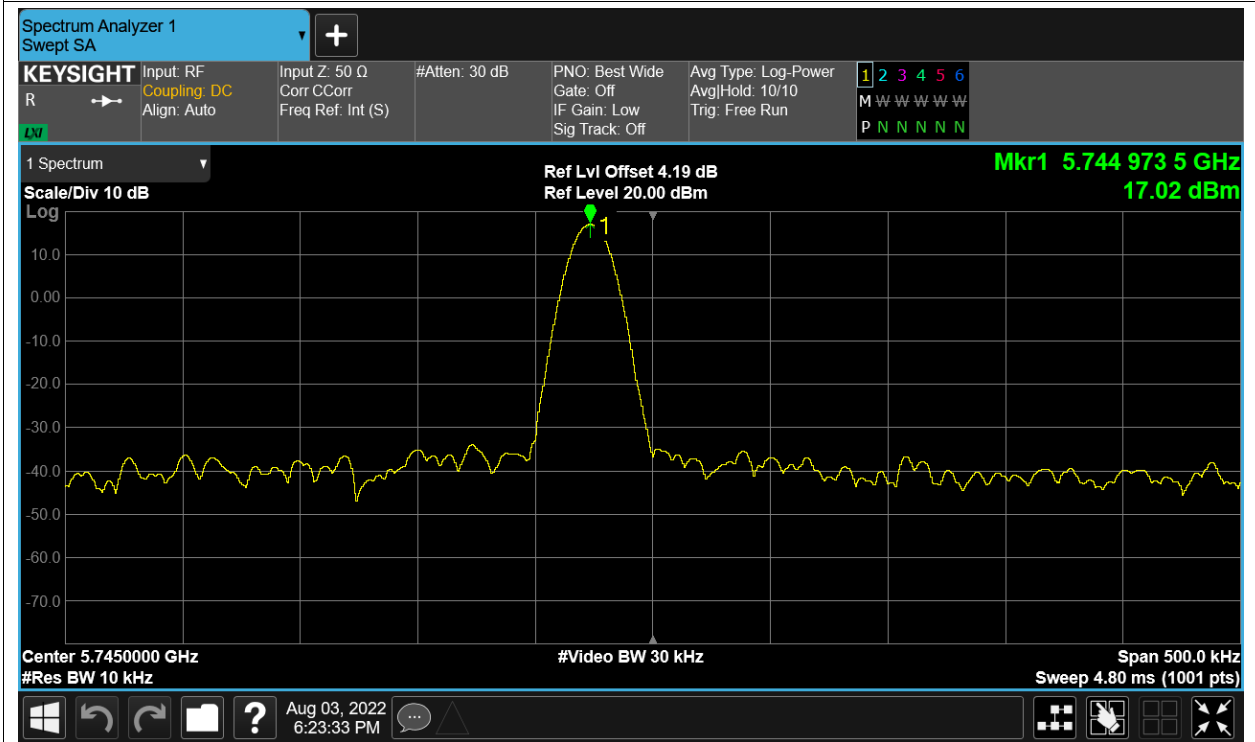 Spectrum Analyzer 1
Swept SA
+
KEYSIGHT
R
LXI
Input: RF
Coupling: DC
Align: Auto
Input Z: 50 Ω
Corr CCorr
Freq Ref: Int (S)
#Atten: 30 dB
PNO: Best Wide
Gate: Off
IF Gain: Low
Sig Track: Off
Avg Type: Log-Power
Avg|Hold: 10/10
Trig: Free Run
1 2 3 4 5 6
M W W W W W
P N N N N N
1 Spectrum
Scale/Div 10 dB
Log
Ref Lvl Offset 4.19 dB
Ref Level 20.00 dBm
Mkr1 5.744 973 5 GHz
17.02 dBm
1
10.0
0.00
-10.0
-20.0
-30.0
-40.0
-50.0
-60.0
-70.0
Center 5.7450000 GHz
#Res BW 10 kHz
#Video BW 30 kHz
Span 500.0 kHz
Sweep 4.80 ms (1001 pts)
?
Aug 03, 2022
6:23:33 PM